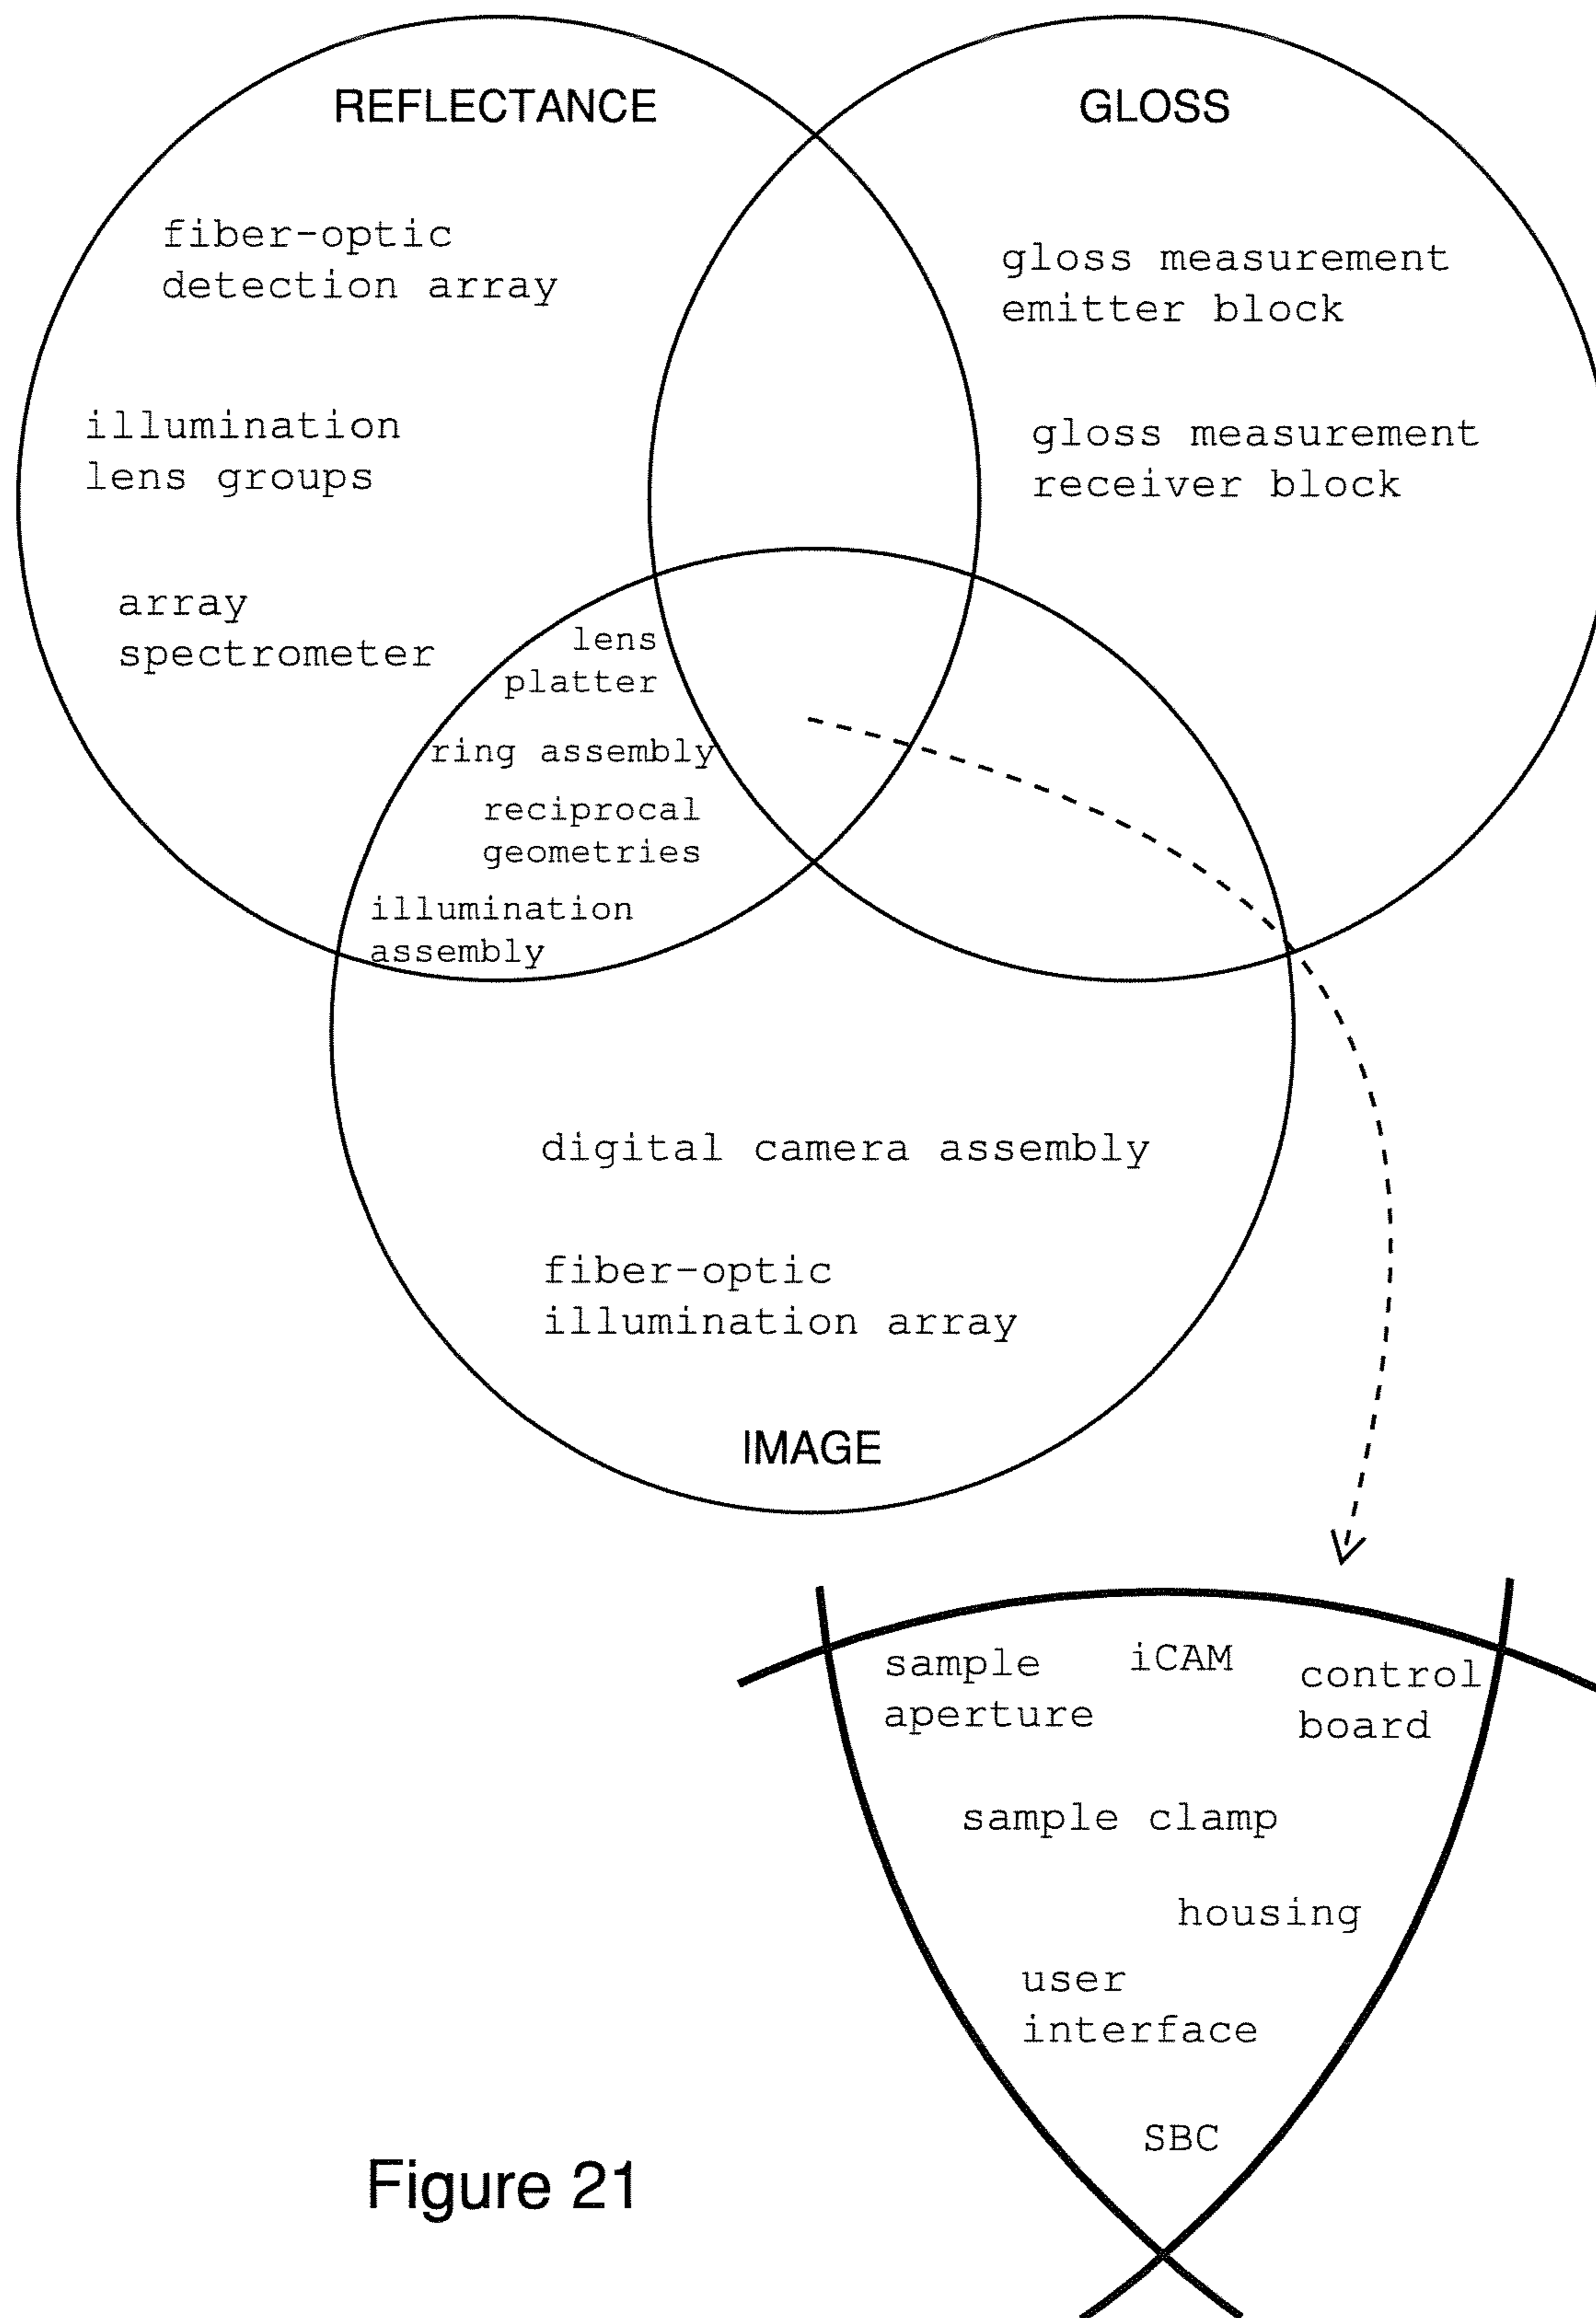 REFLECTANCE
GLOSS
fiber-optic
detection array
gloss measurement
emitter block
illumination
lens groups
gloss measurement
receiver block
array
spectrometer
lens
platter
ring assembly
reciprocal
geometries
illumination
assembly
digital camera assembly
fiber-optic
illumination array
IMAGE
sample
aperture
iCAM
control
board
sample clamp
housing
user
interface
SBC
Figure 21